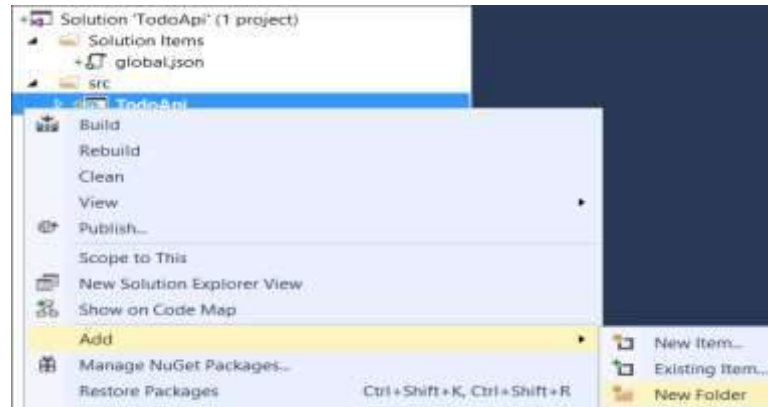 Solution 'TodoApi' (1 project)
Solution Items
global.json
src
TodoApi
Build
Rebuild
Clean
View
Publish...
Scope to This
New Solution Explorer View
Show on Code Map
Add
New Item...
Manage NuGet Packages...
Existing Item...
Restore Packages Ctrl+Shift+K, Ctrl+Shift+R
New Folder